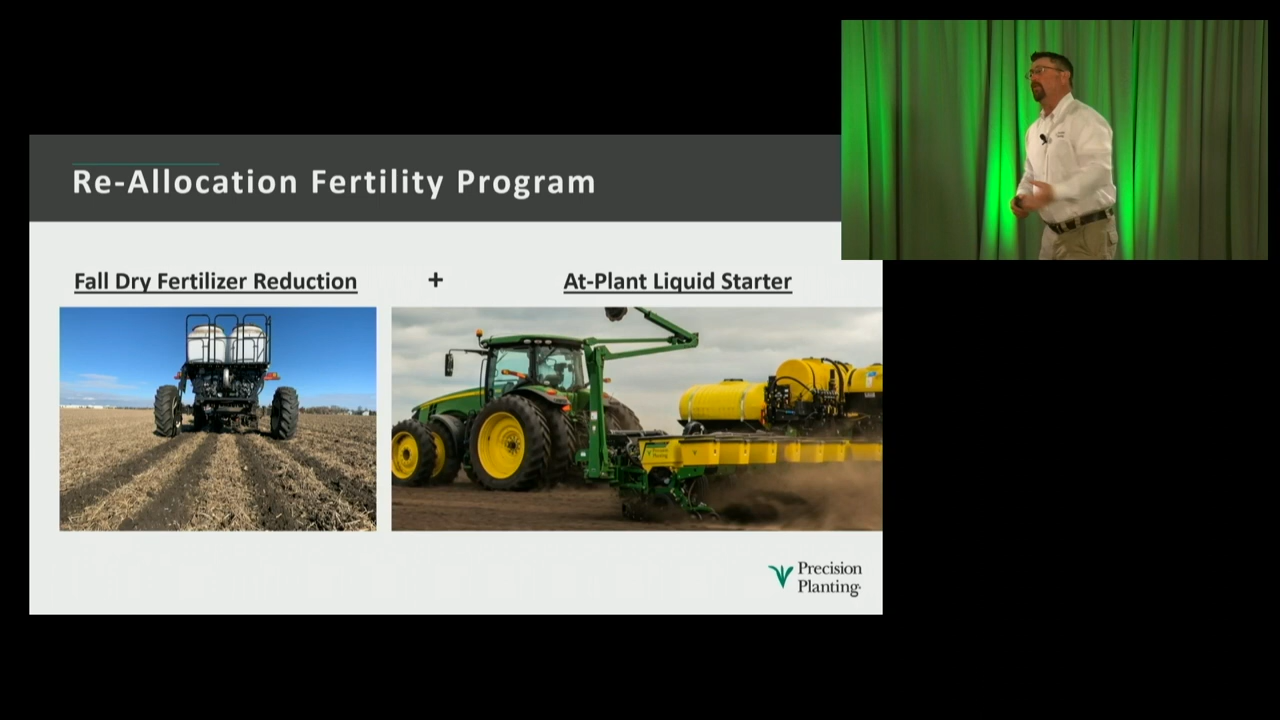 Re-Allocation Fertility Program
Fall Dry Fertilizer Reduction + At-Plant Liquid Starter
Precision
Planting